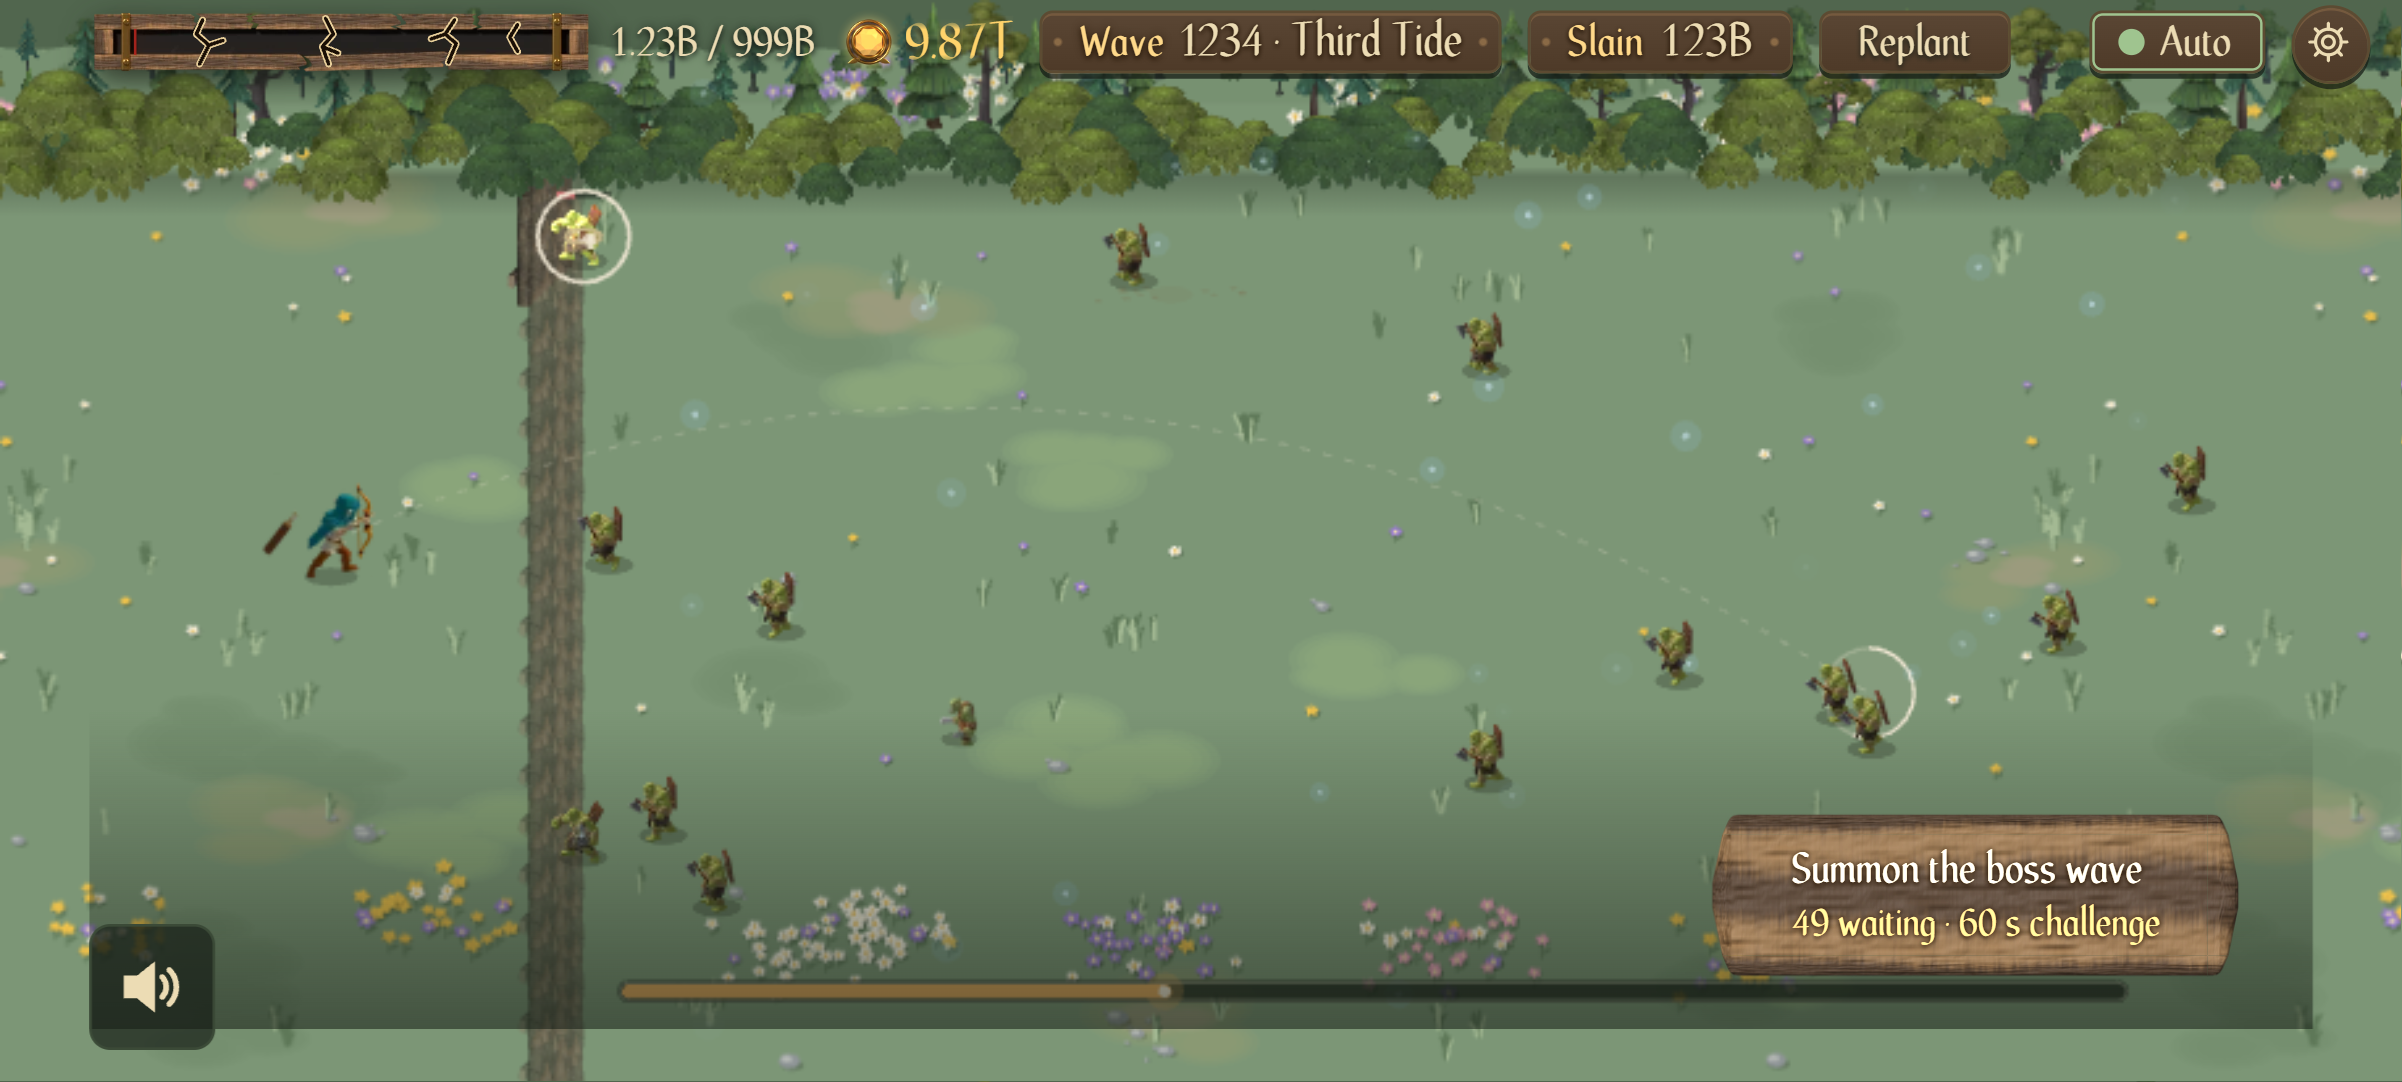 1.23B / 999B
9.87T
Wave 1234 · Third Tide
Slain 123B
Replant
Auto
Summon the boss wave
49 waiting · 60 s challenge